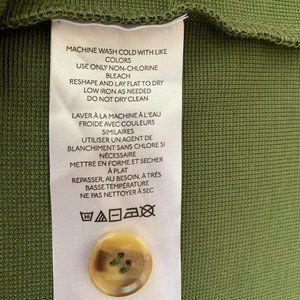 MACHINE WASH COLD WITH LIKE
COLORS
USE ONLY NON-CHLORINE
BLEACH
RESHAPE AND LAY FLAT TO DRY
LOW IRON AS NEEDED
DO NOT DRY CLEAN
LAVER À LA MACHINE À L'EAU
FROIDE AVEC COULEURS
SIMILAIRES
UTILISER UN AGENT DE
BLANCHIMENT SANS CHLORE SI
NÉCESSAIRE
METTRE EN FORME ET SÉCHER
À PLAT
REPASSER, AU BESOIN, À TRÈS
BASSE TEMPÉRATURE
NE PAS NETTOYER À SEC